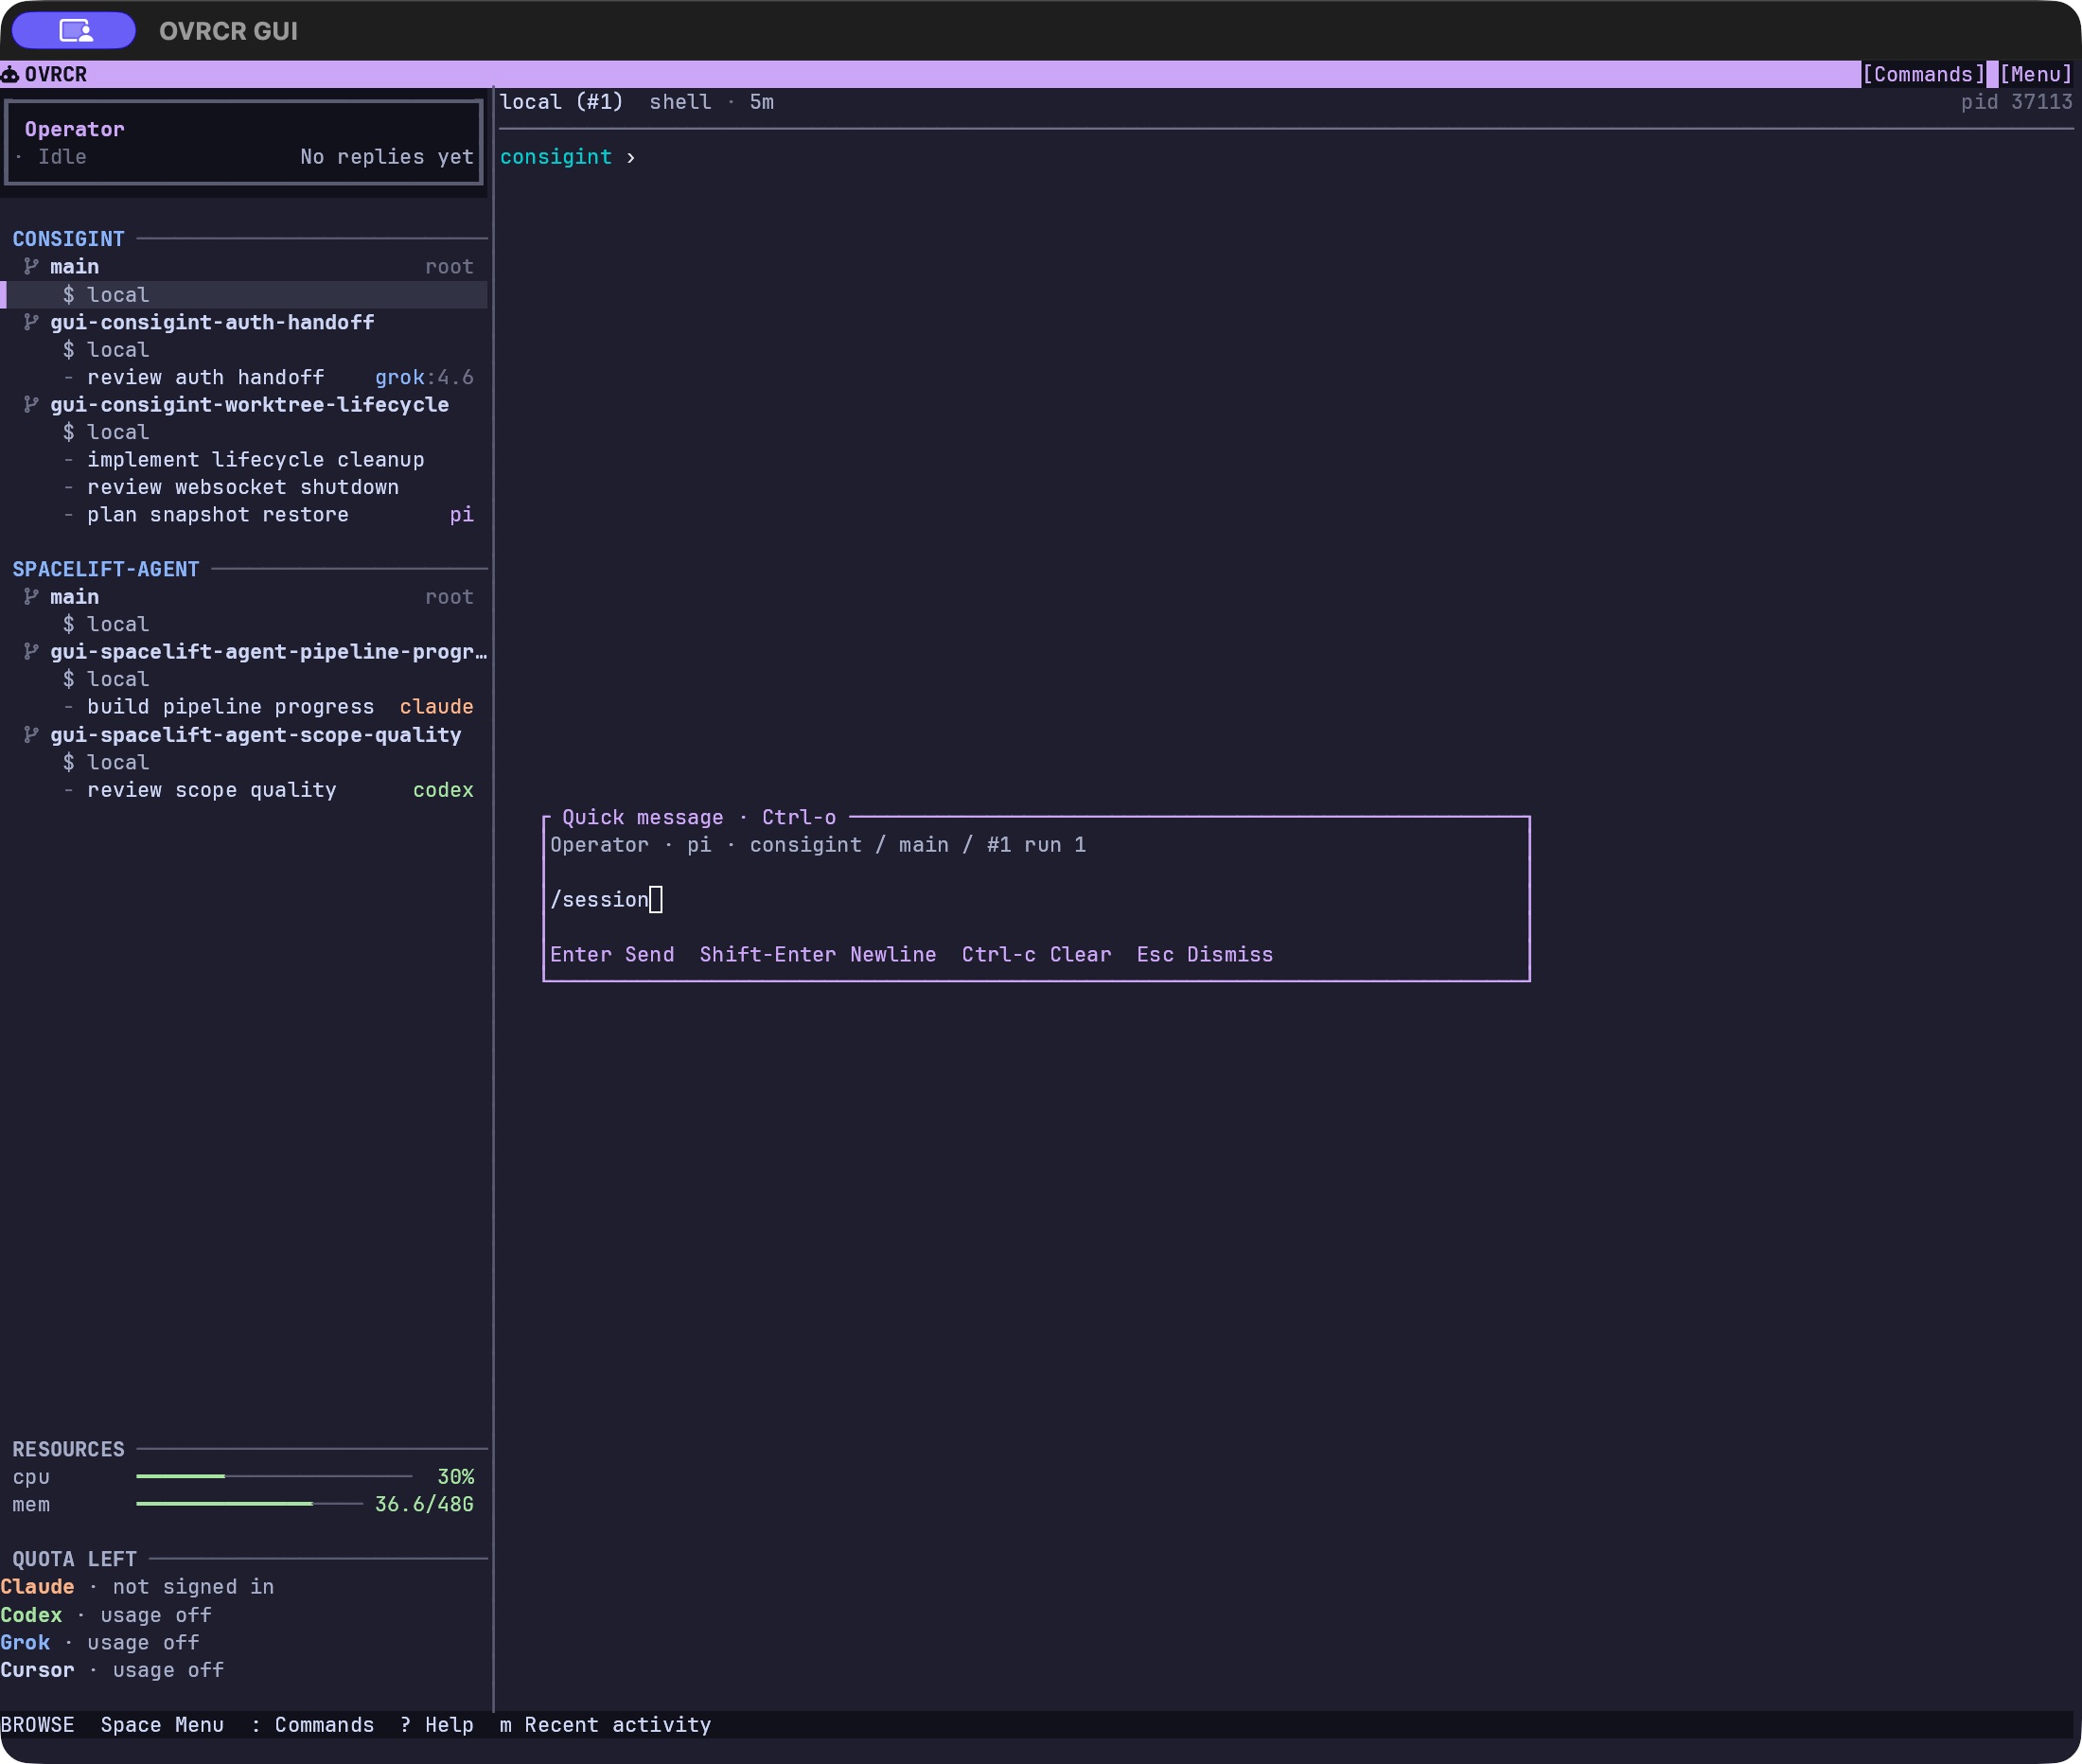 OVRCR GUI
OVRCR [Commands] [Menu]
Operator
· Idle No replies yet
CONSIGINT
main root
$ local
gui-consigint-auth-handoff
$ local
- review auth handoff grok:4.6
gui-consigint-worktree-lifecycle
$ local
- implement lifecycle cleanup
- review websocket shutdown
- plan snapshot restore pi
SPACELIFT-AGENT
main root
$ local
gui-spacelift-agent-pipeline-progr…
$ local
- build pipeline progress claude
gui-spacelift-agent-scope-quality
$ local
- review scope quality codex
RESOURCES
cpu 30%
mem 36.6/48G
QUOTA LEFT
Claude · not signed in
Codex · usage off
Grok · usage off
Cursor · usage off
local (#1) shell · 5m pid 37113
consigint ›
Quick message · Ctrl-o
Operator · pi · consigint / main / #1 run 1
/session
Enter Send Shift-Enter Newline Ctrl-c Clear Esc Dismiss
BROWSE Space Menu : Commands ? Help m Recent activity